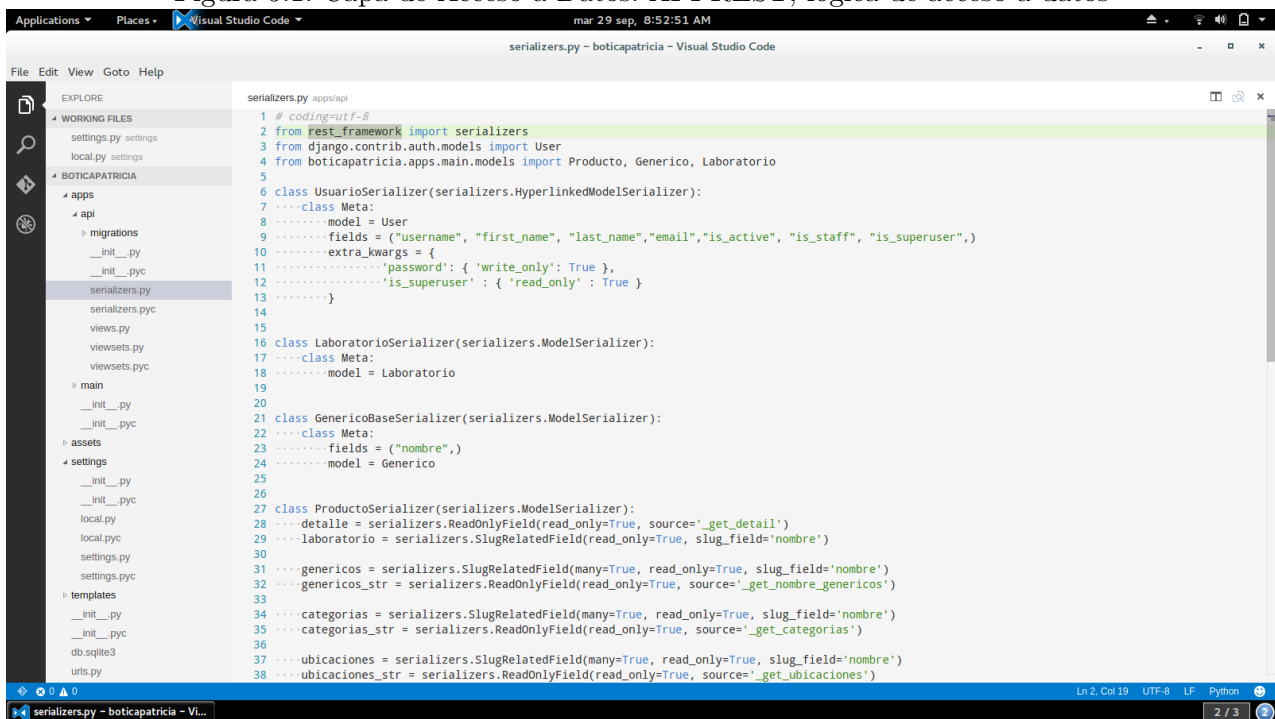 Figura 6.1: Capa de Acceso a Datos: API REST, lógica de acceso a datos
Applications Places Visual Studio Code mar 29 sep, 8:52:51 AM
serializers.py - boticapatricia - Visual Studio Code
File Edit View Goto Help
EXPLORE
WORKING FILES
settings.py settings
local.py settings
BOTICAPATRICIA
apps
api
migrations
__init__.py
__init__.pyc
serializers.py
serializers.pyc
views.py
viewsets.py
viewsets.pyc
main
__init__.py
__init__.pyc
assets
settings
__init__.py
__init__.pyc
local.py
local.pyc
settings.py
settings.pyc
templates
__init__.py
__init__.pyc
db.sqlite3
urls.py
serializers.py apps/api
1 # coding=utf-8
2 from rest_framework import serializers
3 from django.contrib.auth.models import User
4 from boticapatricia.apps.main.models import Producto, Generico, Laboratorio
5
6 class UsuarioSerializer(serializers.HyperlinkedModelSerializer):
7 ····class Meta:
8 ········model = User
9 ········fields = ("username", "first_name", "last_name","email","is_active", "is_staff", "is_superuser",)
10 ········extra_kwargs = {
11 ················'password': { 'write_only': True },
12 ················'is_superuser' : { 'read_only' : True }
13 ········}
14
15
16 class LaboratorioSerializer(serializers.ModelSerializer):
17 ····class Meta:
18 ········model = Laboratorio
19
20
21 class GenericoBaseSerializer(serializers.ModelSerializer):
22 ····class Meta:
23 ········fields = ("nombre",)
24 ········model = Generico
25
26
27 class ProductoSerializer(serializers.ModelSerializer):
28 ····detalle = serializers.ReadOnlyField(read_only=True, source='_get_detail')
29 ····laboratorio = serializers.SlugRelatedField(read_only=True, slug_field='nombre')
30
31 ····genericos = serializers.SlugRelatedField(many=True, read_only=True, slug_field='nombre')
32 ····genericos_str = serializers.ReadOnlyField(read_only=True, source='_get_nombre_genericos')
33
34 ····categorias = serializers.SlugRelatedField(many=True, read_only=True, slug_field='nombre')
35 ····categorias_str = serializers.ReadOnlyField(read_only=True, source='_get_categorias')
36
37 ····ubicaciones = serializers.SlugRelatedField(many=True, read_only=True, slug_field='nombre')
38 ····ubicaciones_str = serializers.ReadOnlyField(read_only=True, source='_get_ubicaciones')
0 0 Ln 2, Col 19 UTF-8 LF Python
serializers.py - boticapatricia - Vi... 2 / 3 2